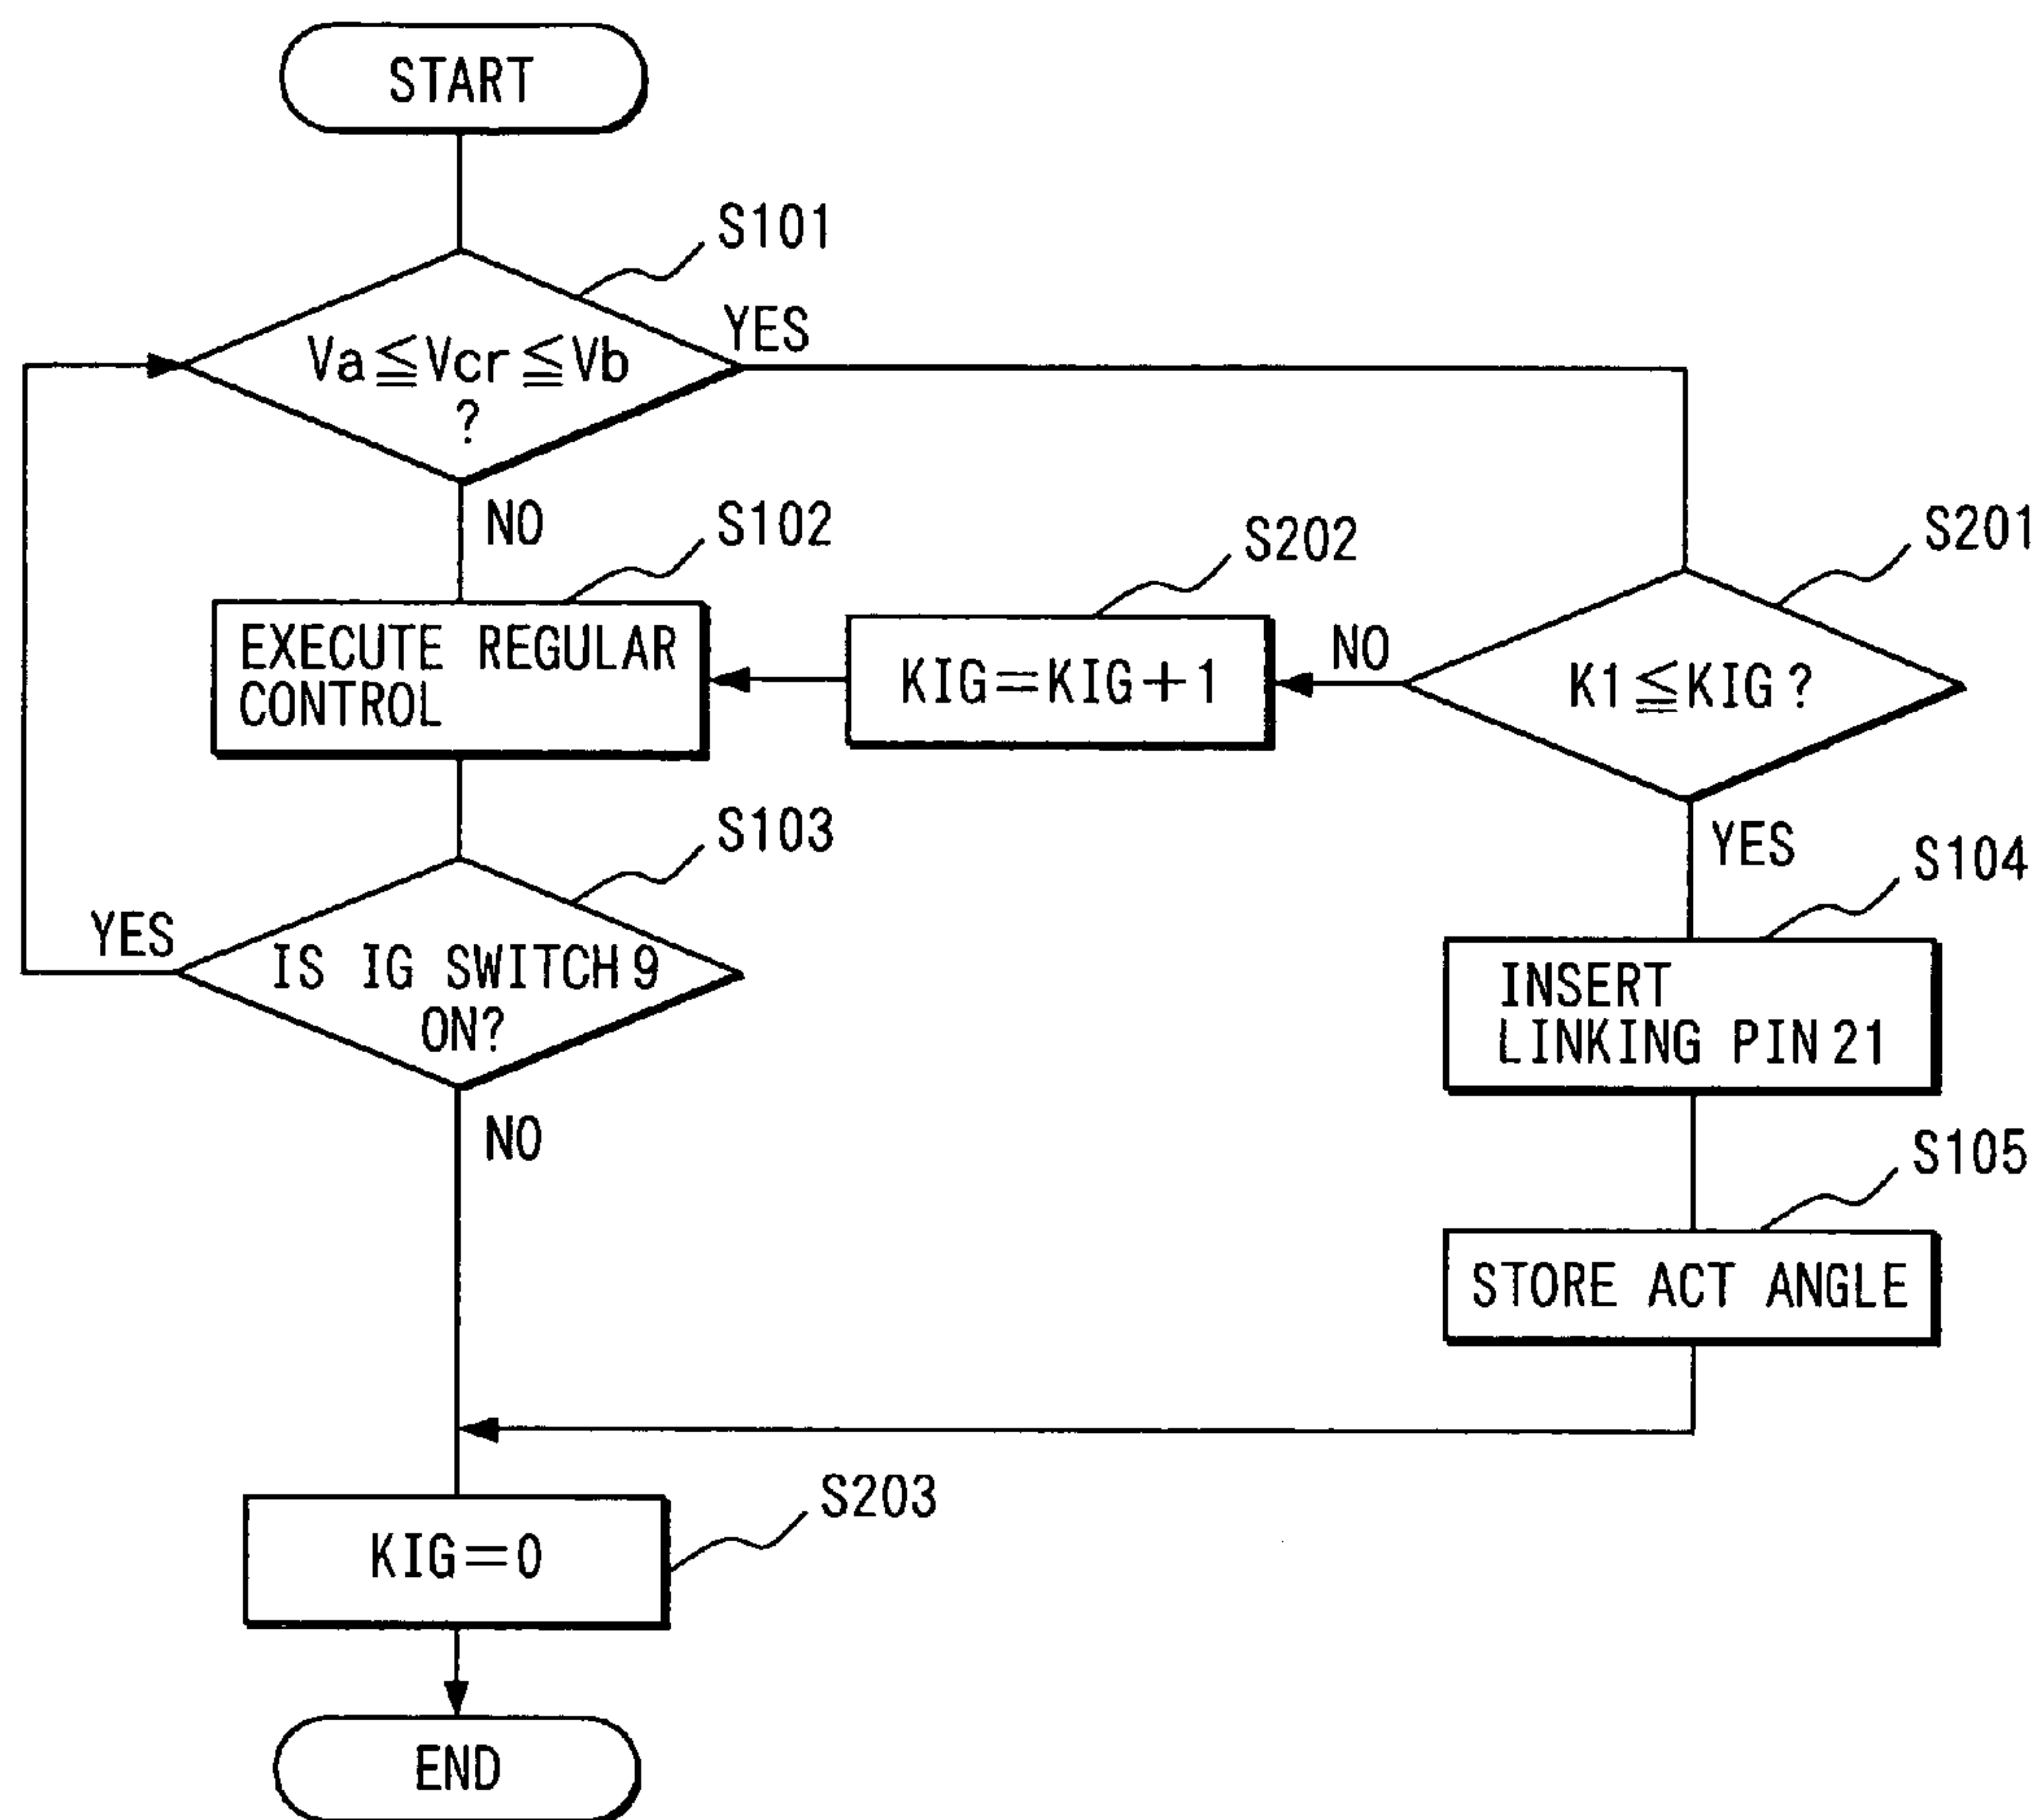 START
S101
Va≦Vcr≦Vb
?
YES
NO
S102
EXECUTE REGULAR
CONTROL
S202
KIG=KIG+1
NO
S201
K1≦KIG?
YES
S103
IS IG SWITCH 9
ON?
YES
NO
S104
INSERT
LINKING PIN 21
S105
STORE ACT ANGLE
S203
KIG=0
END